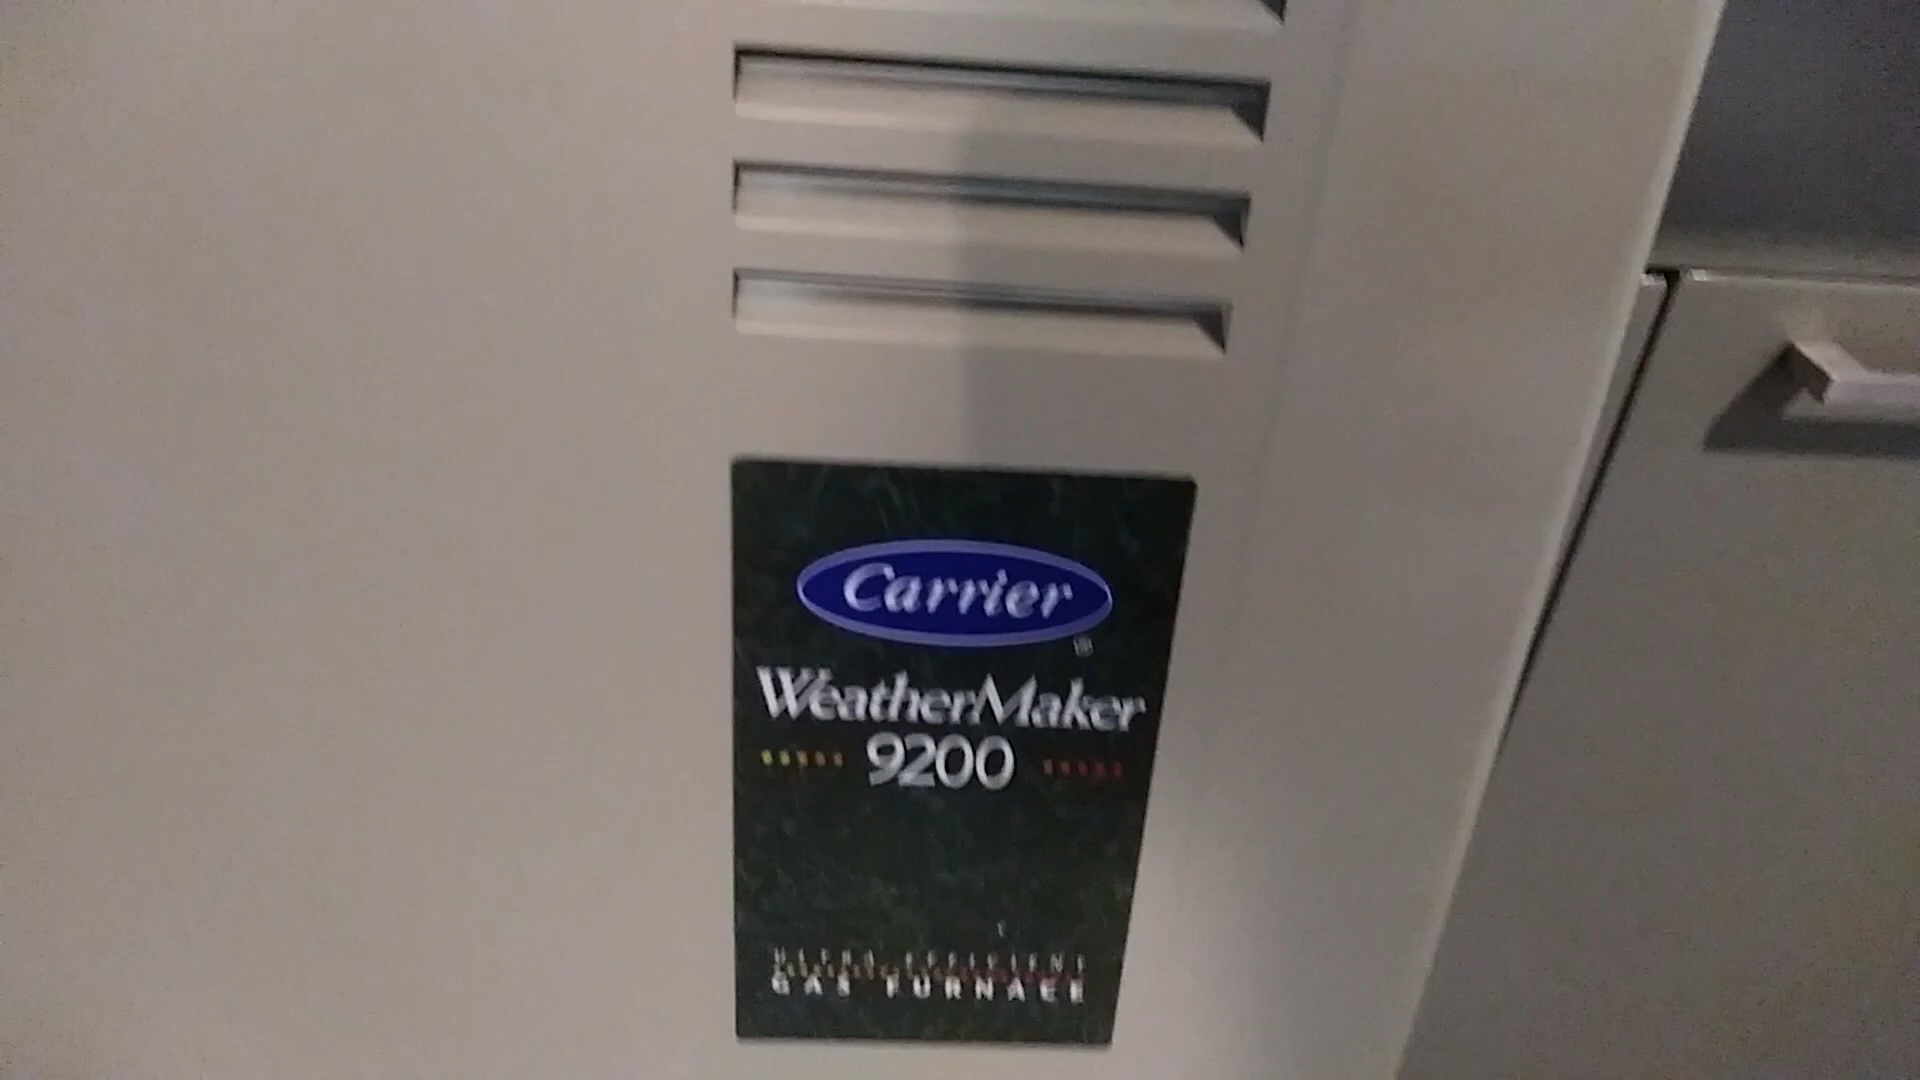 Carrier
®
WeatherMaker
9200
ULTRA EFFICIENT
GAS FURNACE